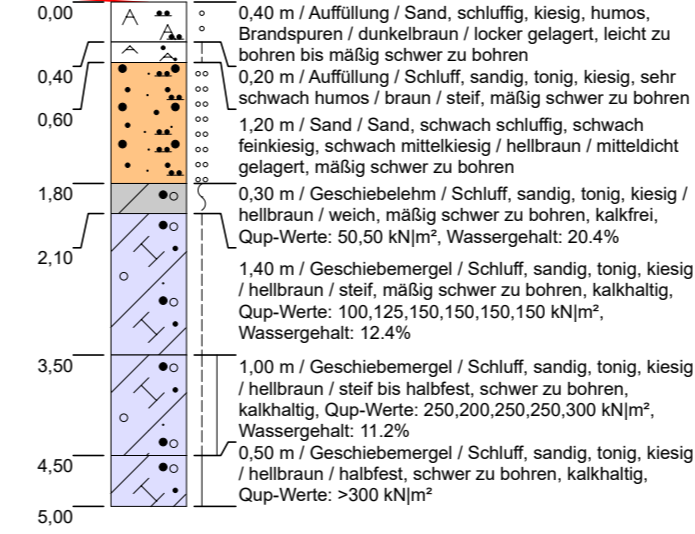 0,00
0,40 m / Auffüllung / Sand, schluffig, kiesig, humos,
Brandspuren / dunkelbraun / locker gelagert, leicht zu
bohren bis mäßig schwer zu bohren
0,40
0,20 m / Auffüllung / Schluff, sandig, tonig, kiesig, sehr
schwach humos / braun / steif, mäßig schwer zu bohren
0,60
1,20 m / Sand / Sand, schwach schluffig, schwach
feinkiesig, schwach mittelkiesig / hellbraun / mitteldicht
gelagert, mäßig schwer zu bohren
1,80
0,30 m / Geschiebelehm / Schluff, sandig, tonig, kiesig /
hellbraun / weich, mäßig schwer zu bohren, kalkfrei,
Qup-Werte: 50,50 kN|m², Wassergehalt: 20.4%
2,10
1,40 m / Geschiebemergel / Schluff, sandig, tonig, kiesig
/ hellbraun / steif, mäßig schwer zu bohren, kalkhaltig,
Qup-Werte: 100,125,150,150,150,150 kN|m²,
Wassergehalt: 12.4%
3,50
1,00 m / Geschiebemergel / Schluff, sandig, tonig, kiesig
/ hellbraun / steif bis halbfest, schwer zu bohren,
kalkhaltig, Qup-Werte: 250,200,250,250,300 kN|m²,
Wassergehalt: 11.2%
4,50
0,50 m / Geschiebemergel / Schluff, sandig, tonig, kiesig
/ hellbraun / halbfest, schwer zu bohren, kalkhaltig,
Qup-Werte: >300 kN|m²
5,00